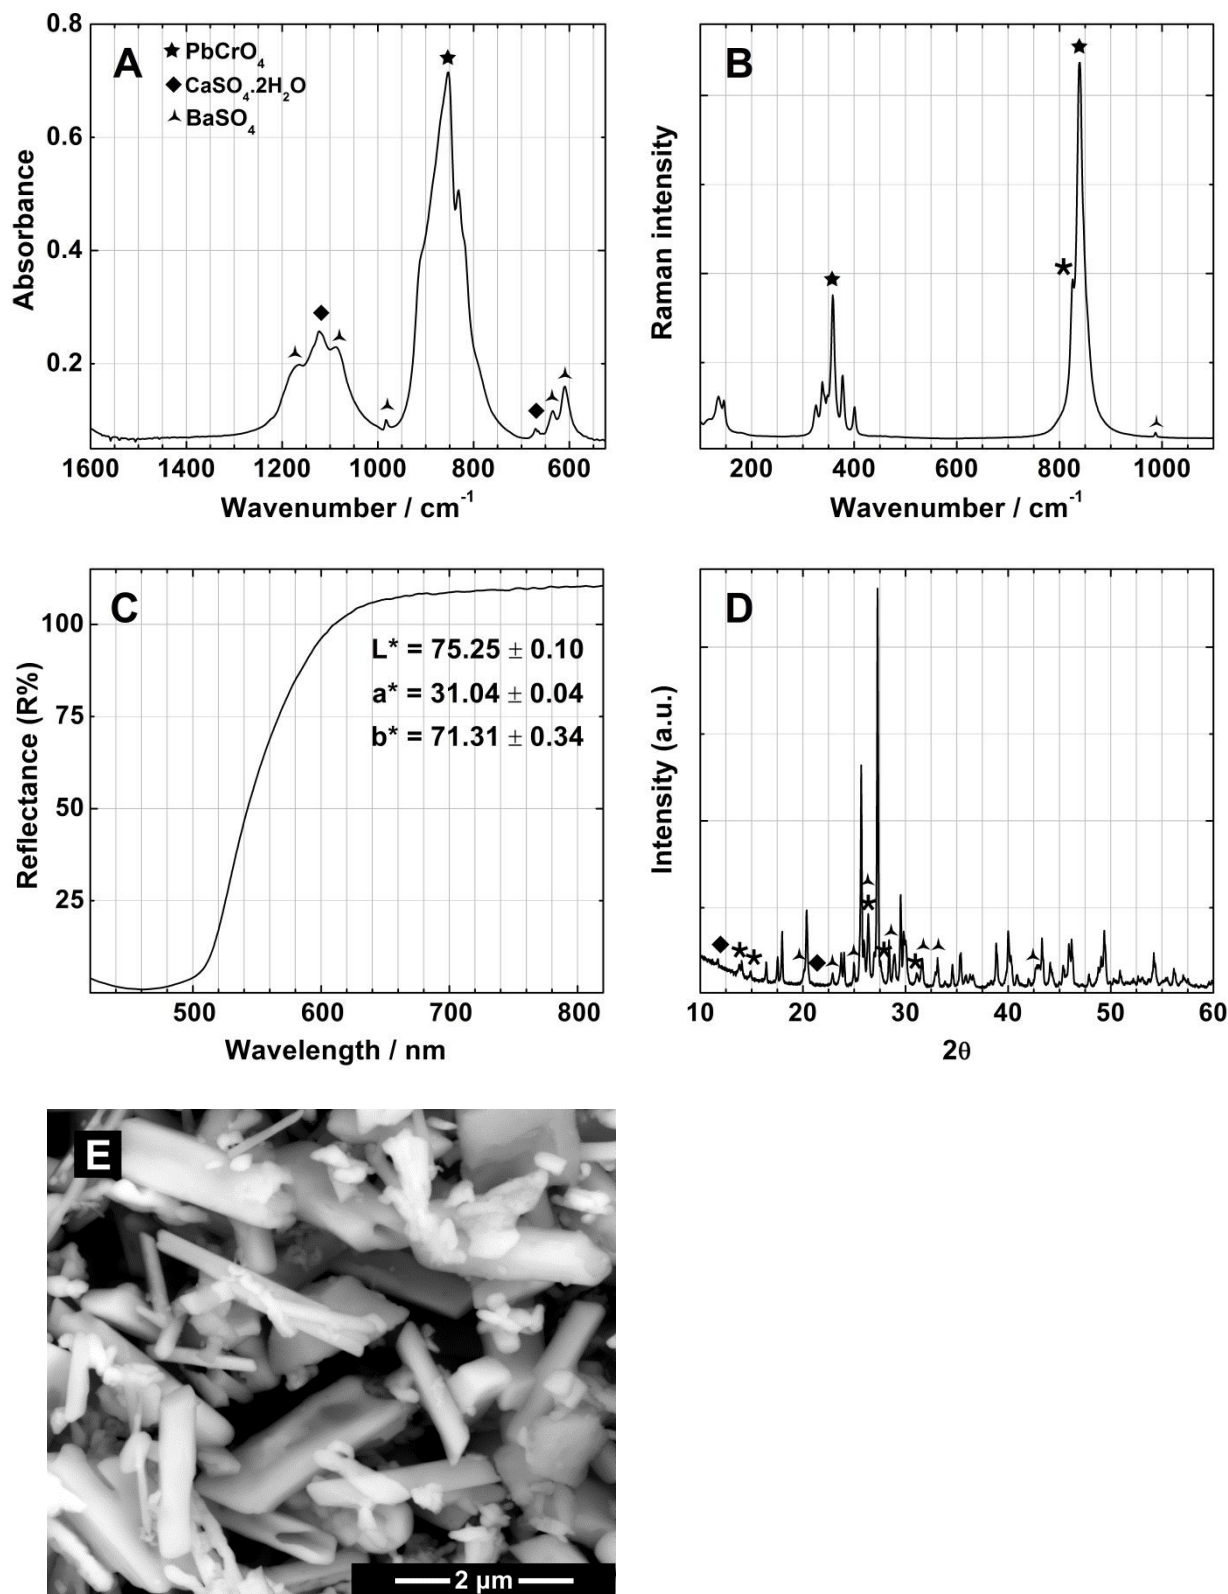 A
★ PbCrO₄
◆ CaSO₄.2H₂O
⅄ BaSO₄
0.8
0.6
0.4
0.2
Absorbance
1600 1400 1200 1000 800 600
Wavenumber / cm⁻¹
B
Raman intensity
200 400 600 800 1000
Wavenumber / cm⁻¹
C
L* = 75.25 ± 0.10
a* = 31.04 ± 0.04
b* = 71.31 ± 0.34
100
75
50
25
Reflectance (R%)
500 600 700 800
Wavelength / nm
D
Intensity (a.u.)
10 20 30 40 50 60
2θ
E
2 µm